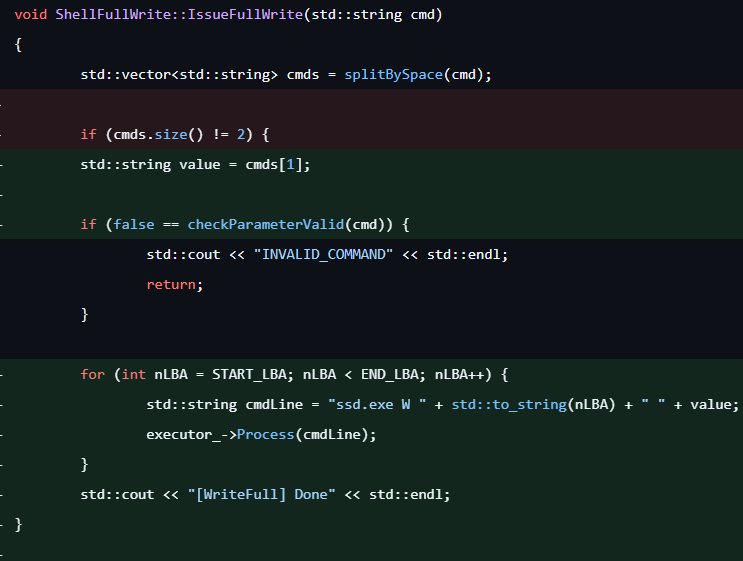 void ShellFullWrite::IssueFullWrite(std::string cmd)
{
std::vector<std::string> cmds = splitBySpace(cmd);
-
- if (cmds.size() != 2) {
- std::string value = cmds[1];
-
- if (false == checkParameterValid(cmd)) {
std::cout << "INVALID_COMMAND" << std::endl;
return;
}
- for (int nLBA = START_LBA; nLBA < END_LBA; nLBA++) {
- std::string cmdLine = "ssd.exe W " + std::to_string(nLBA) + " " + value;
- executor_->Process(cmdLine);
- }
- std::cout << "[WriteFull] Done" << std::endl;
- }
-